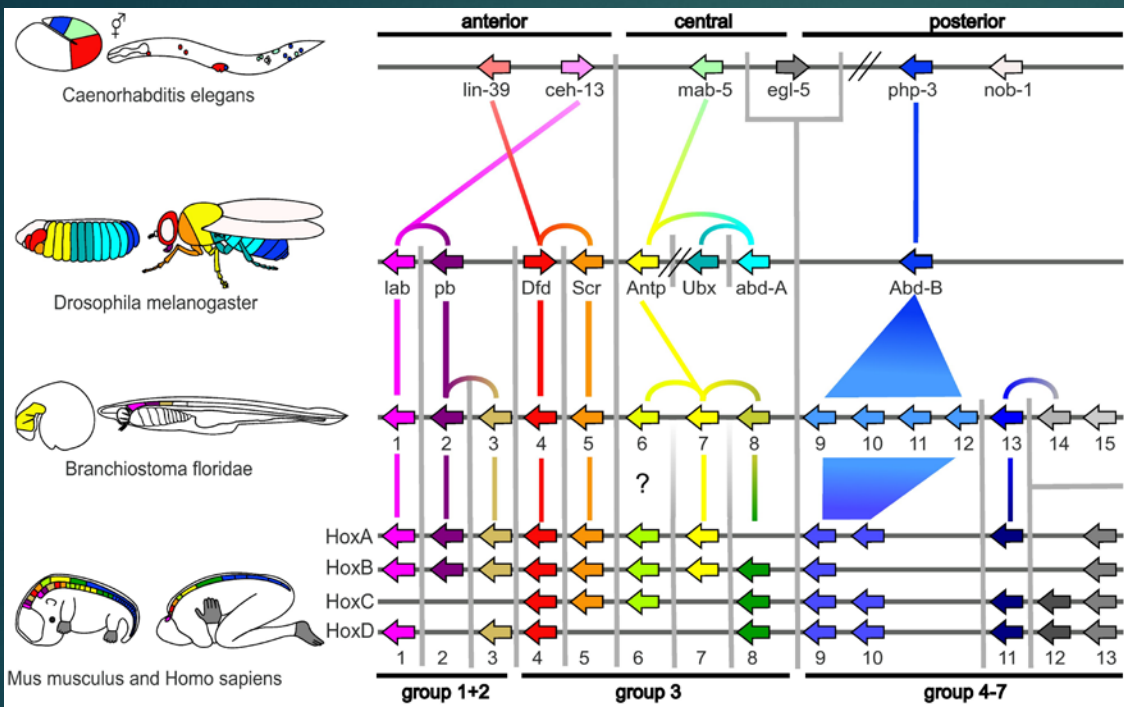 anterior central posterior
lin-39 ceh-13 mab-5 egl-5 php-3 nob-1
Caenorhabditis elegans
lab pb Dfd Scr Antp Ubx abd-A Abd-B
Drosophila melanogaster
1 2 3 4 5 6 7 8 9 10 11 12 13 14 15
Branchiostoma floridae
?
HoxA
HoxB
HoxC
HoxD
1 2 3 4 5 6 7 8 9 10 11 12 13
Mus musculus and Homo sapiens
group 1+2 group 3 group 4-7